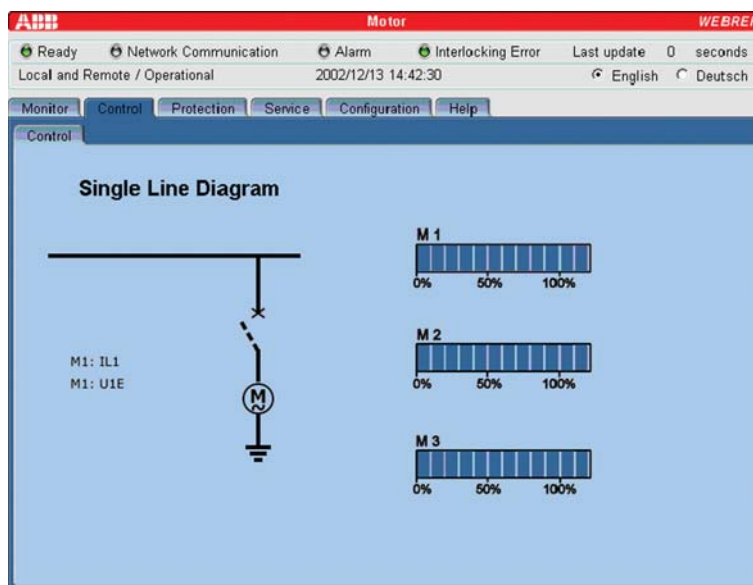 ABB Motor WEBREF
Ready Network Communication Alarm Interlocking Error Last update 0 seconds
Local and Remote / Operational 2002/12/13 14:42:30 English Deutsch
Monitor Control Protection Service Configuration Help
Control
Single Line Diagram
M1: IL1
M1: U1E
M
M 1
0% 50% 100%
M 2
0% 50% 100%
M 3
0% 50% 100%